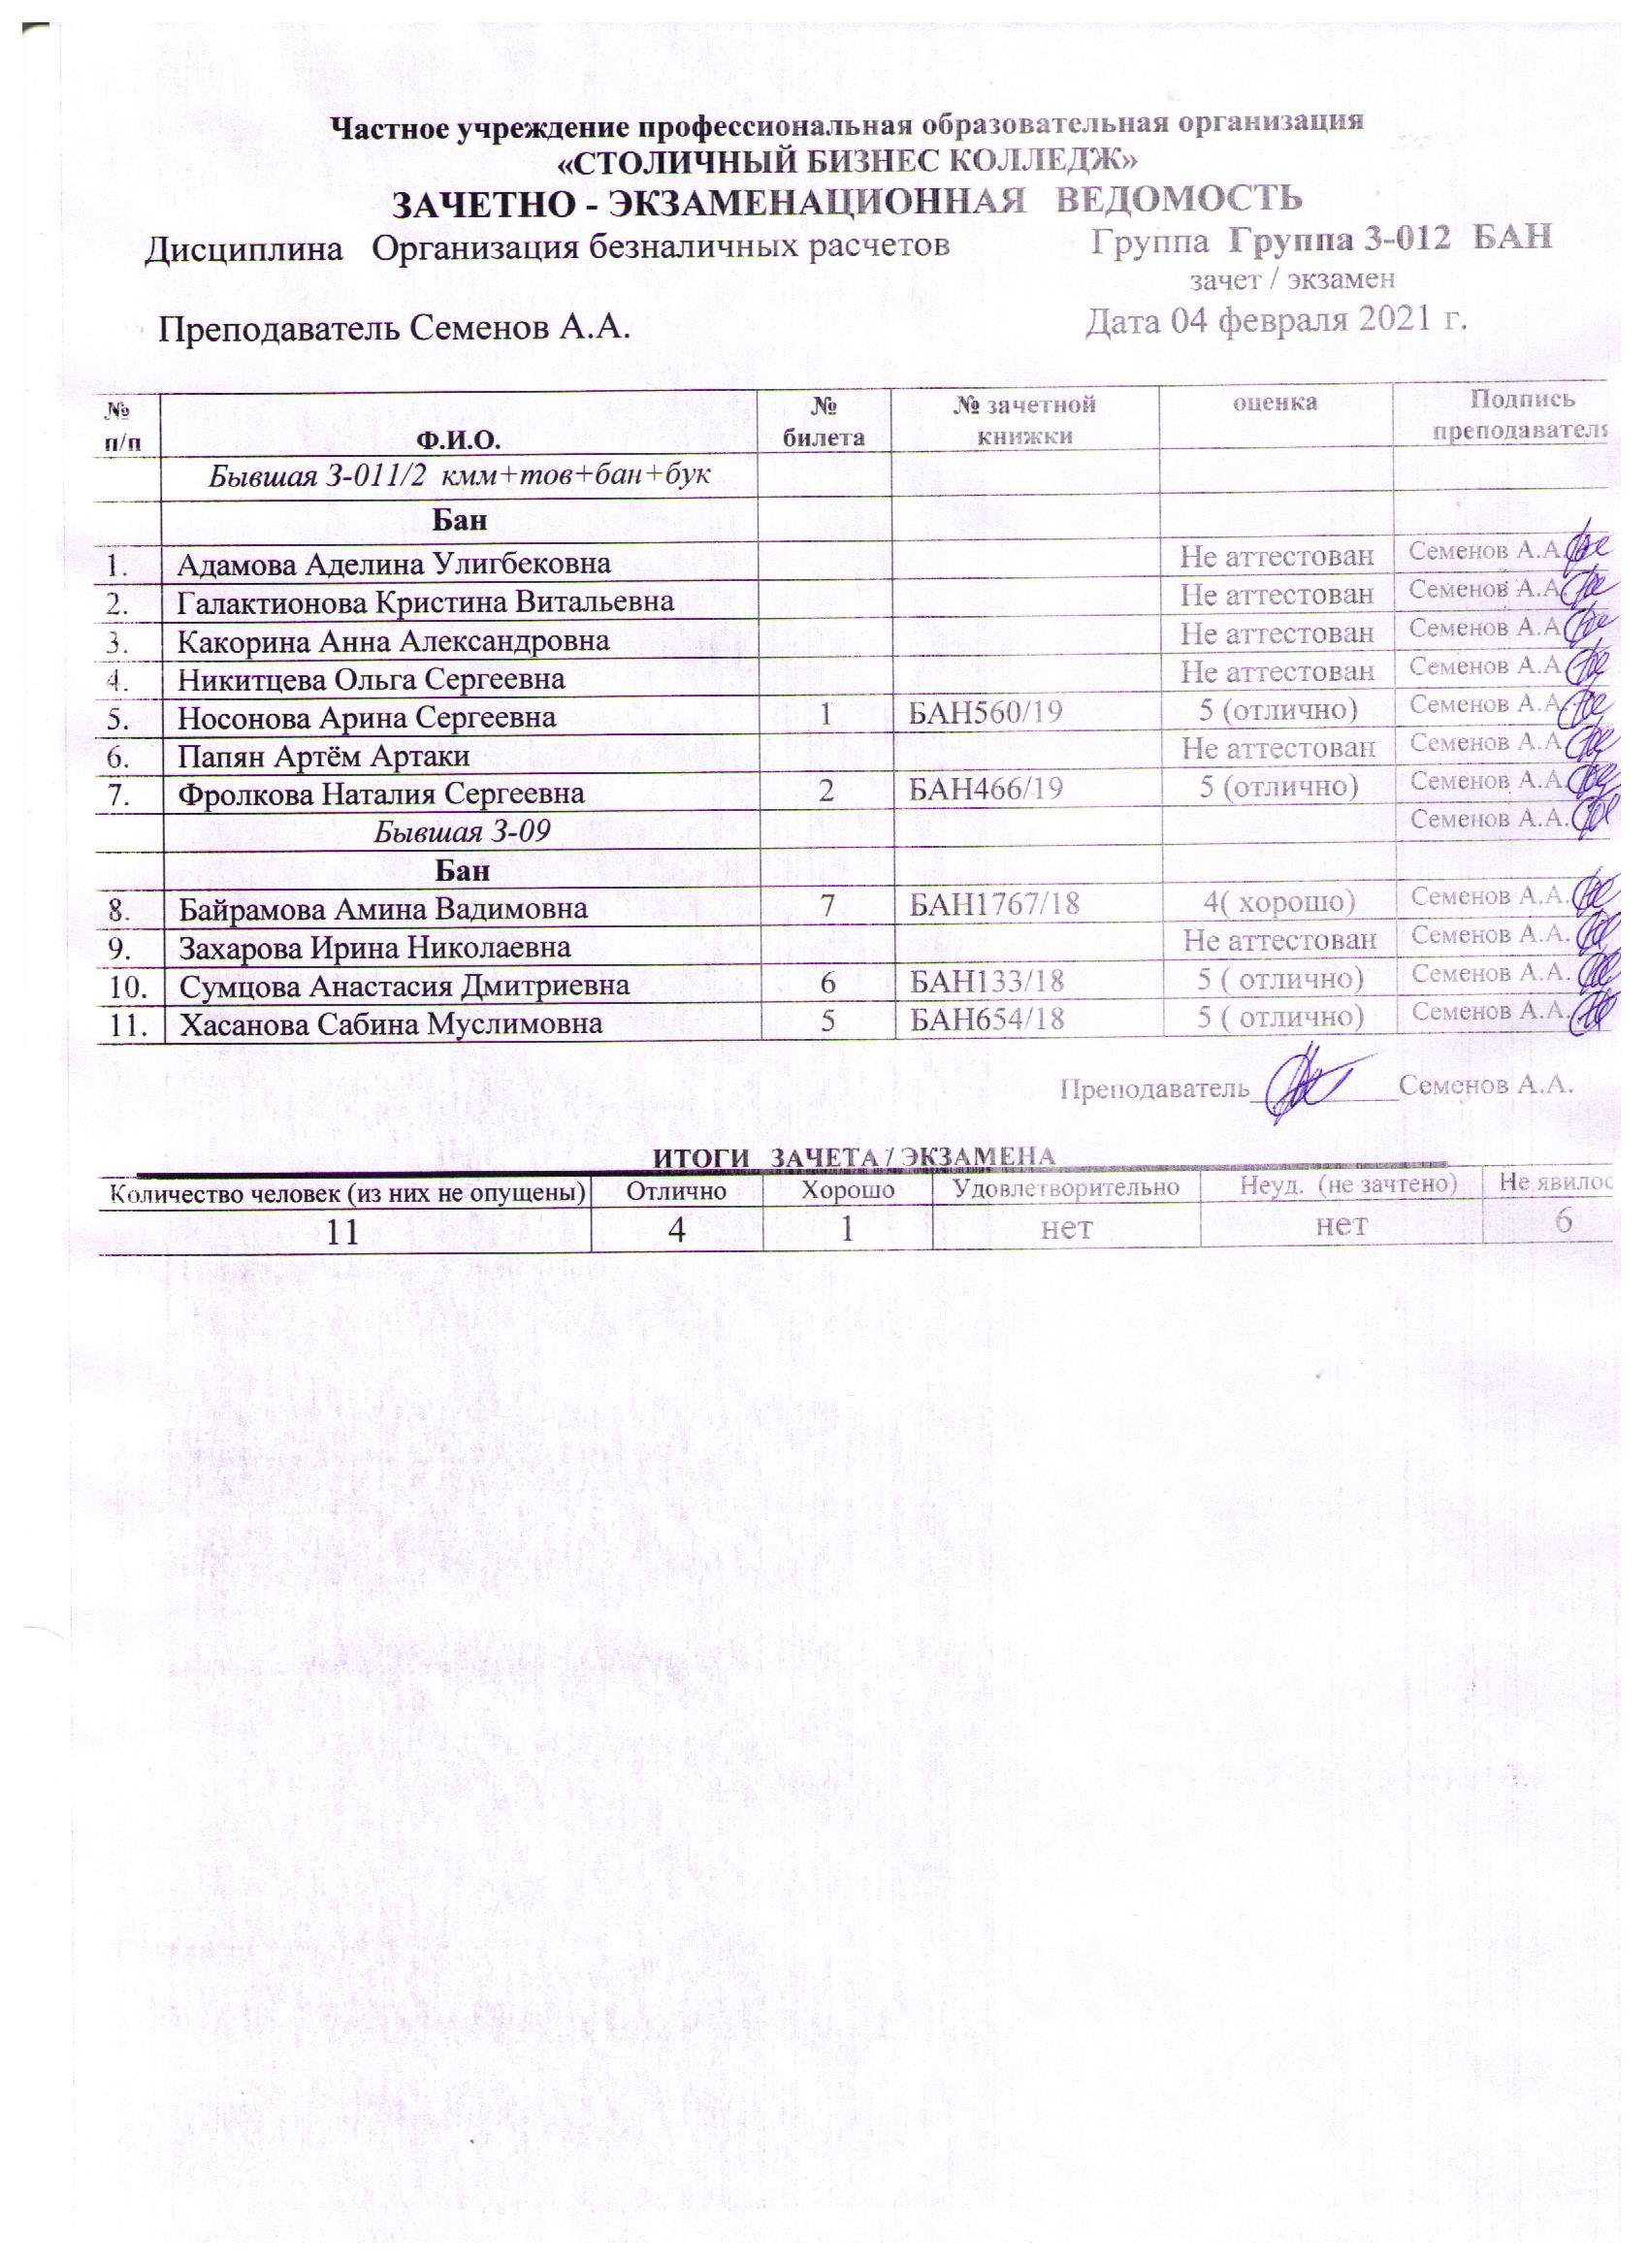 Частное учреждение профессиональная образовательная организация
«СТОЛИЧНЫЙ БИЗНЕС КОЛЛЕДЖ»
ЗАЧЕТНО - ЭКЗАМЕНАЦИОННАЯ ВЕДОМОСТЬ
Дисциплина Организация безналичных расчетов Группа Группа З-012 БАН
зачет / экзамен
Преподаватель Семенов А.А. Дата 04 февраля 2021 г.
№ п/п Ф.И.О. № билета № зачетной книжки оценка Подпись преподавателя
Бывшая З-011/2 кмм+тов+бан+бук
Бан
1. Адамова Аделина Улигбековна Не аттестован Семенов А.А.
2. Галактионова Кристина Витальевна Не аттестован Семенов А.А.
3. Какорина Анна Александровна Не аттестован Семенов А.А.
4. Никитцева Ольга Сергеевна Не аттестован Семенов А.А.
5. Носонова Арина Сергеевна 1 БАН560/19 5 (отлично) Семенов А.А.
6. Папян Артём Артаки Не аттестован Семенов А.А.
7. Фролкова Наталия Сергеевна 2 БАН466/19 5 (отлично) Семенов А.А.
Бывшая З-09 Семенов А.А.
Бан
8. Байрамова Амина Вадимовна 7 БАН1767/18 4( хорошо) Семенов А.А.
9. Захарова Ирина Николаевна Не аттестован Семенов А.А.
10. Сумцова Анастасия Дмитриевна 6 БАН133/18 5 ( отлично) Семенов А.А.
11. Хасанова Сабина Муслимовна 5 БАН654/18 5 ( отлично) Семенов А.А.
Преподаватель__________Семенов А.А.
ИТОГИ ЗАЧЕТА / ЭКЗАМЕНА
Количество человек (из них не опущены) Отлично Хорошо Удовлетворительно Неуд. (не зачтено) Не явилос
11 4 1 нет нет 6